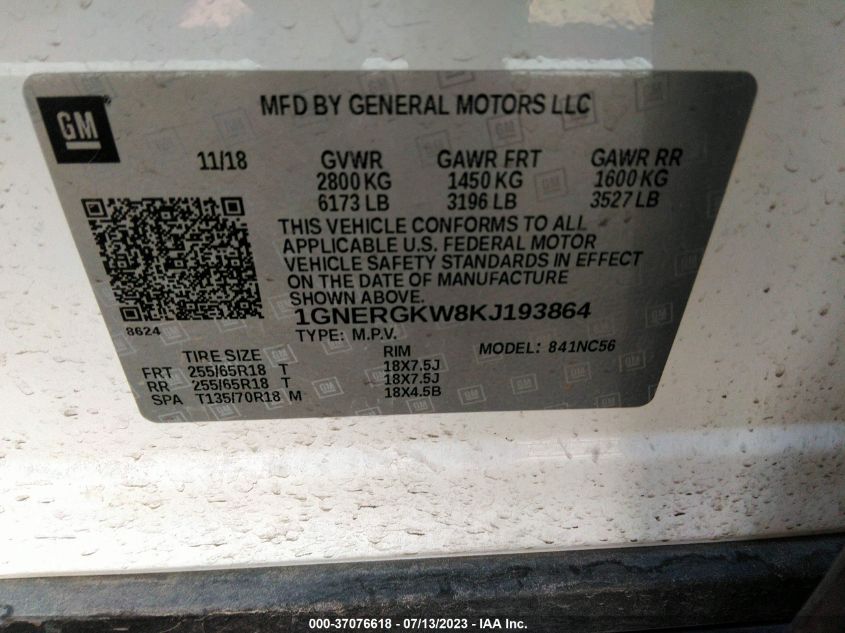 GM
MFD BY GENERAL MOTORS LLC
11/18 GVWR GAWR FRT GAWR RR
2800 KG 1450 KG 1600 KG
6173 LB 3196 LB 3527 LB
THIS VEHICLE CONFORMS TO ALL
APPLICABLE U.S. FEDERAL MOTOR
VEHICLE SAFETY STANDARDS IN EFFECT
ON THE DATE OF MANUFACTURE
SHOWN ABOVE.
8624
1GNERGKW8KJ193864
TYPE: M.P.V.
TIRE SIZE RIM MODEL: 841NC56
FRT 255/65R18 T 18X7.5J
RR 255/65R18 T 18X7.5J
SPA T135/70R18 M 18X4.5B
000-37076618 - 07/13/2023 - IAA Inc.